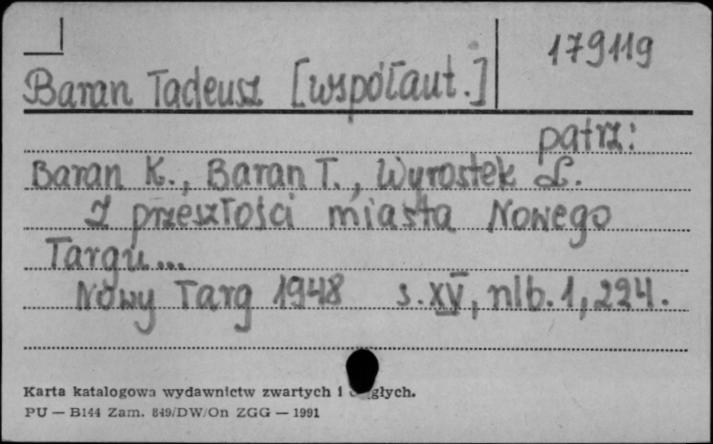 179119
Baran Tadeusz [współaut.]
patrz:
Baran K., Baran T., Wyrostek L.
Z przeszłości miasta Nowego
Targu...
Nowy Targ 1948 s. XV, nlb. 1, 224.
Karta katalogowa wydawnictw zwartych i
PU — B144 Zam. 849/DW/On ZGG — 1991